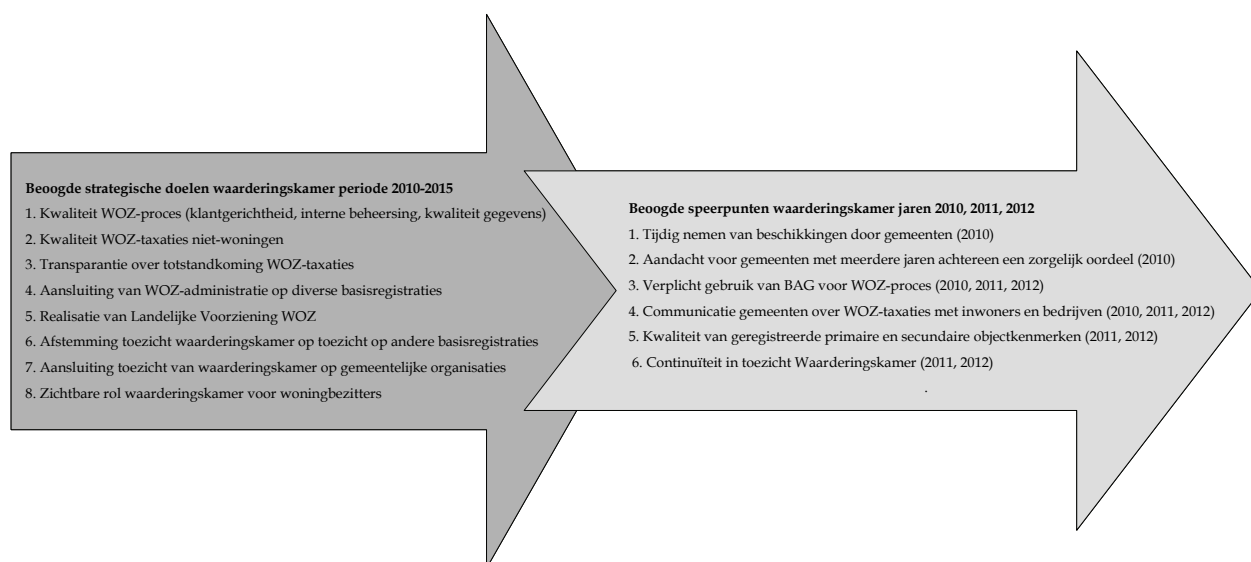 Beoogde strategische doelen waarderingskamer periode 2010-2015
1. Kwaliteit WOZ-proces (klantgerichtheid, interne beheersing, kwaliteit gegevens)
2. Kwaliteit WOZ-taxaties niet-woningen
3. Transparantie over totstandkoming WOZ-taxaties
4. Aansluiting van WOZ-administratie op diverse basisregistraties
5. Realisatie van Landelijke Voorziening WOZ
6. Afstemming toezicht waarderingskamer op toezicht op andere basisregistraties
7. Aansluiting toezicht van waarderingskamer op gemeentelijke organisaties
8. Zichtbare rol waarderingskamer voor woningbezitters
Beoogde speerpunten waarderingskamer jaren 2010, 2011, 2012
1. Tijdig nemen van beschikkingen door gemeenten (2010)
2. Aandacht voor gemeenten met meerdere jaren achtereen een zorgelijk oordeel (2010)
3. Verplicht gebruik van BAG voor WOZ-proces (2010, 2011, 2012)
4. Communicatie gemeenten over WOZ-taxaties met inwoners en bedrijven (2010, 2011, 2012)
5. Kwaliteit van geregistreerde primaire en secundaire objectkenmerken (2011, 2012)
6. Continuïteit in toezicht Waarderingskamer (2011, 2012)
.